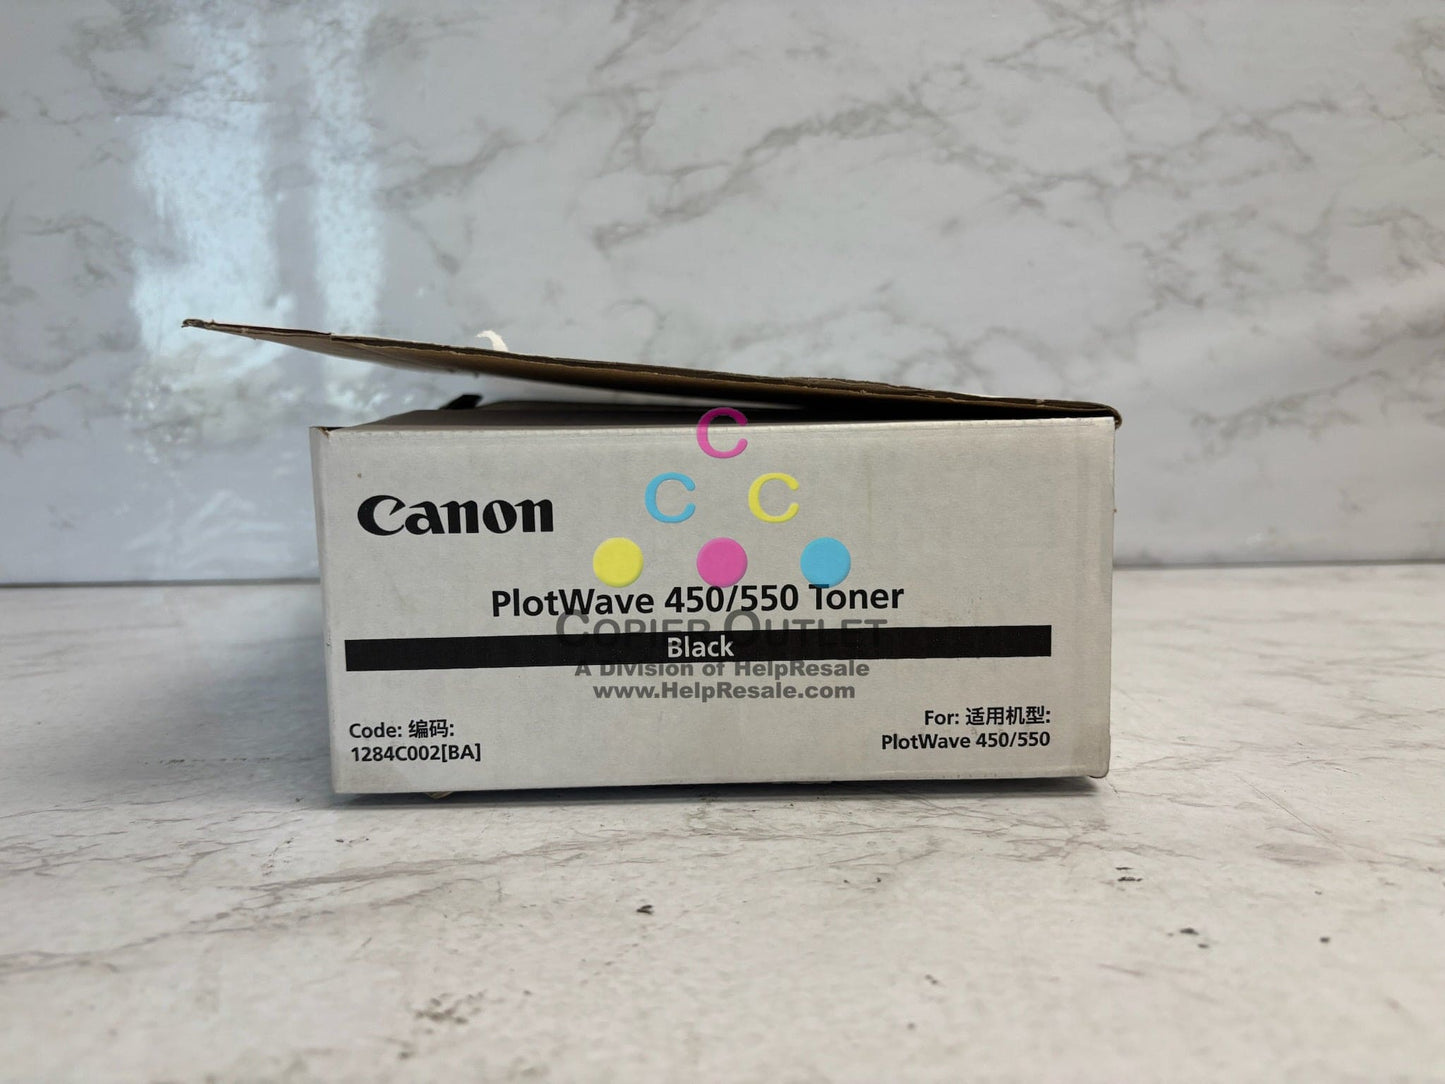 Canon
C
C C
PlotWave 450/550 Toner
COPIER OUTLET
Black
A Division of HelpResale
www.HelpResale.com
Code: 编码:
1284C002[BA]
For: 适用机型:
PlotWave 450/550